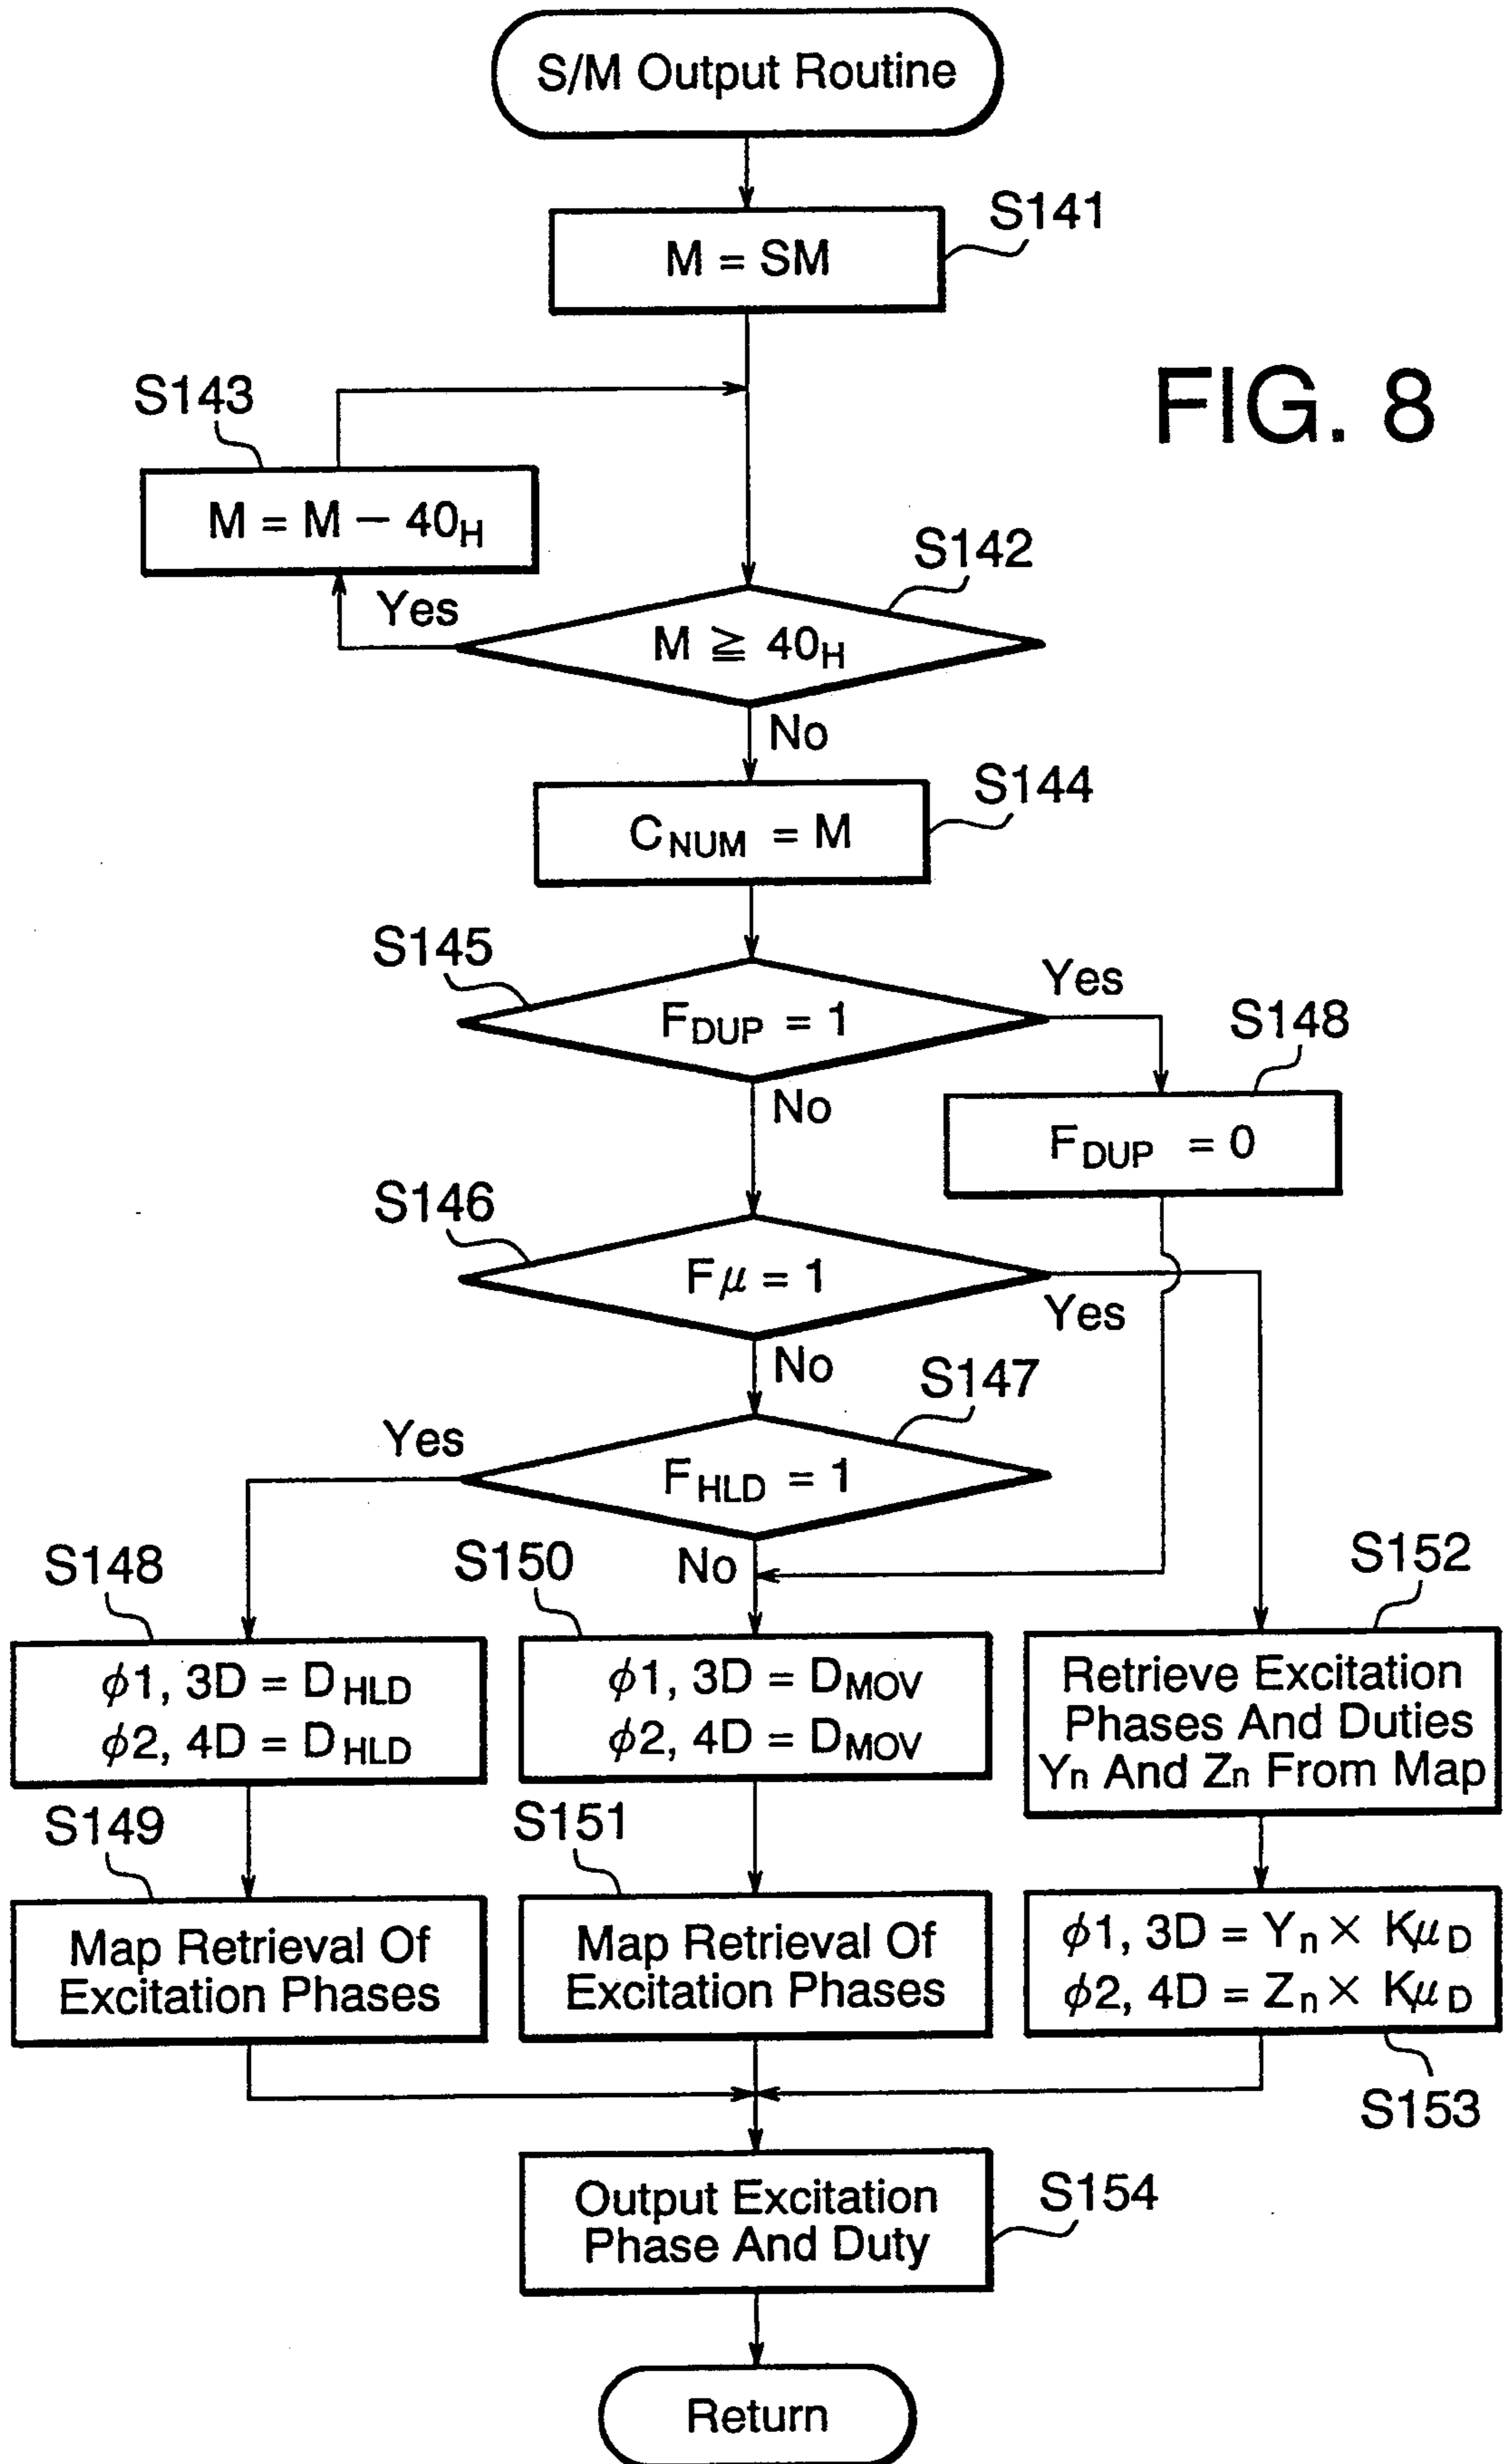 S/M Output Routine
S141
M = SM
FIG. 8
S143
M = M − 40H
S142
Yes
M ≧ 40H
No
S144
CNUM = M
S145
Yes
FDUP = 1
S148
No
FDUP = 0
S146
Fμ = 1
Yes
No
S147
Yes
FHLD = 1
S148
S150
No
S152
ϕ1, 3D = DHLD
ϕ2, 4D = DHLD
ϕ1, 3D = DMOV
ϕ2, 4D = DMOV
Retrieve Excitation
Phases And Duties
Yn And Zn From Map
S149
S151
Map Retrieval Of
Excitation Phases
Map Retrieval Of
Excitation Phases
ϕ1, 3D = Yn × KμD
ϕ2, 4D = Zn × KμD
S153
Output Excitation
Phase And Duty
S154
Return